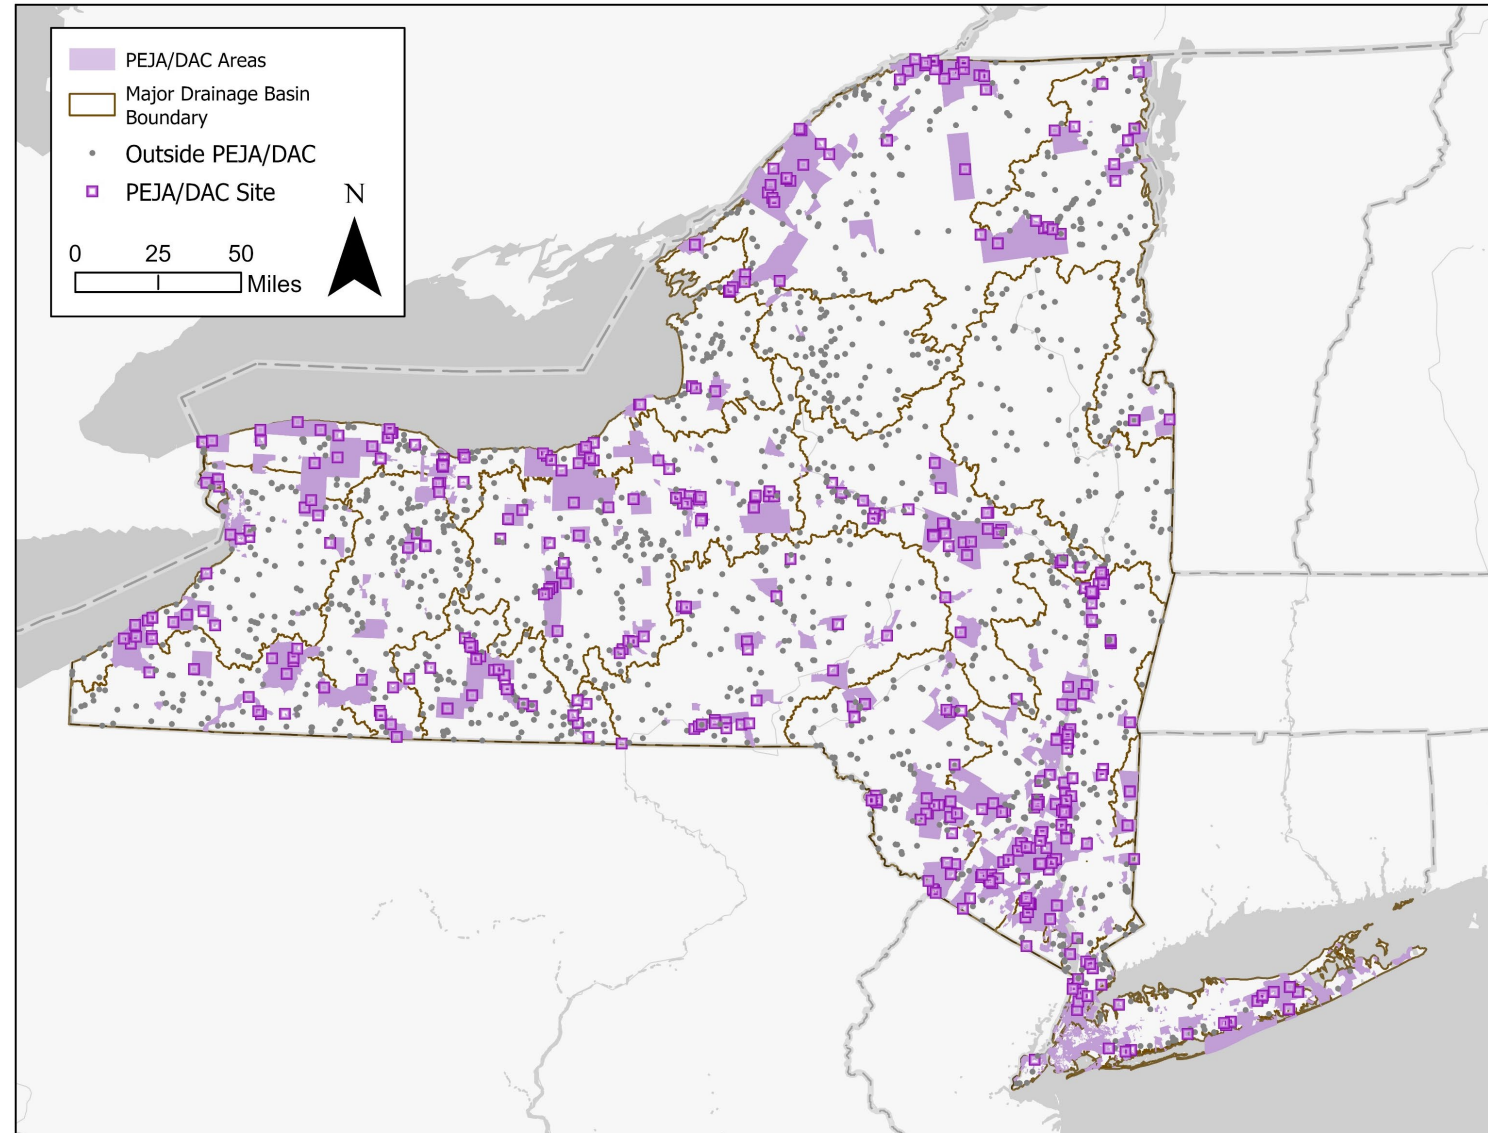 PEJA/DAC Areas
Major Drainage Basin
Boundary
Outside PEJA/DAC
PEJA/DAC Site
N
0 25 50
Miles